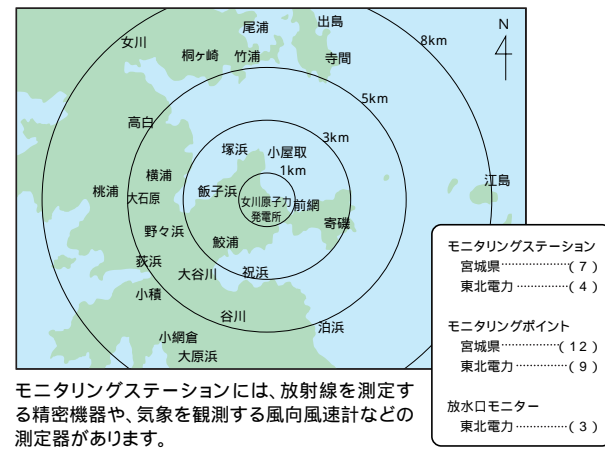 尾浦
出島
N
女川
8km
桐ヶ崎
竹浦
寺間
5km
高白
3km
塚浜
小屋取
1km
横浦
江島
桃浦
大石原
飯子浜
女川原子力
発電所
前網
寄磯
野々浜
鮫浦
荻浜
大谷川
祝浜
小積
谷川
泊浜
小網倉
大原浜
モニタリングステーション
宮城県………………( 7 )
東北電力……………( 4 )
モニタリングポイント
宮城県……………( 12 )
東北電力……………( 9 )
放水口モニター
東北電力……………( 3 )
モニタリングステーションには、放射線を測定す
る精密機器や、気象を観測する風向風速計などの
測定器があります。